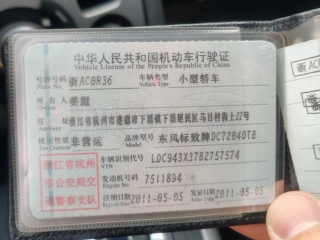 中华人民共和国机动车行驶证
Vehicle License of the People's Republic of China
号牌号码 浙AC0R36 车辆类型 小型轿车
Vehicle Type
所有人 姜挺
住址 浙江省杭州市建德市下涯镇下涯居民区马目村街上22号
使用性质 非营运 品牌型号 东风标致牌DC7204DTB
Use Character
浙江省杭州
市公安局交
通警察支队
车辆识别代号 LDC943X37B2757574
VIN
发动机号码 7511894
Engine No.
注册日期 2011-05-05 发证日期 2011-05-05
Register Date Issue Date